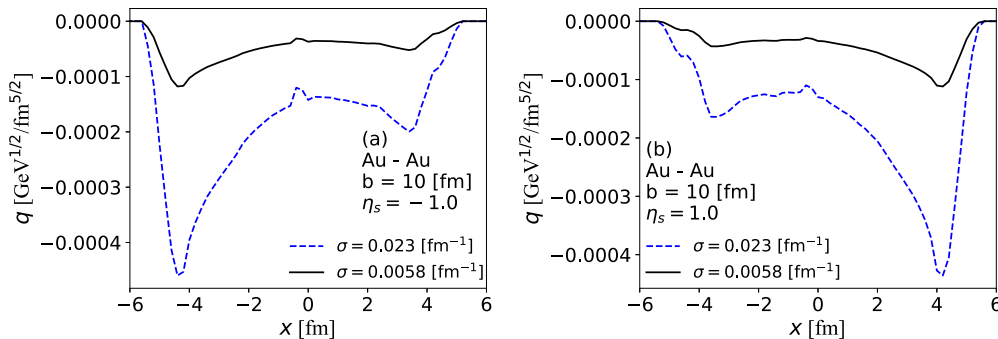 0.0000
−0.0001
−0.0002
−0.0003
−0.0004
q [GeV^{1/2}/fm^{5/2}]
(a)
Au - Au
b = 10 [fm]
η_s = − 1.0
σ = 0.023 [fm⁻¹]
σ = 0.0058 [fm⁻¹]
−6 −4 −2 0 2 4 6
x [fm]
0.0000
−0.0001
−0.0002
−0.0003
−0.0004
q [GeV^{1/2}/fm^{5/2}]
(b)
Au - Au
b = 10 [fm]
η_s = 1.0
σ = 0.023 [fm⁻¹]
σ = 0.0058 [fm⁻¹]
−6 −4 −2 0 2 4 6
x [fm]